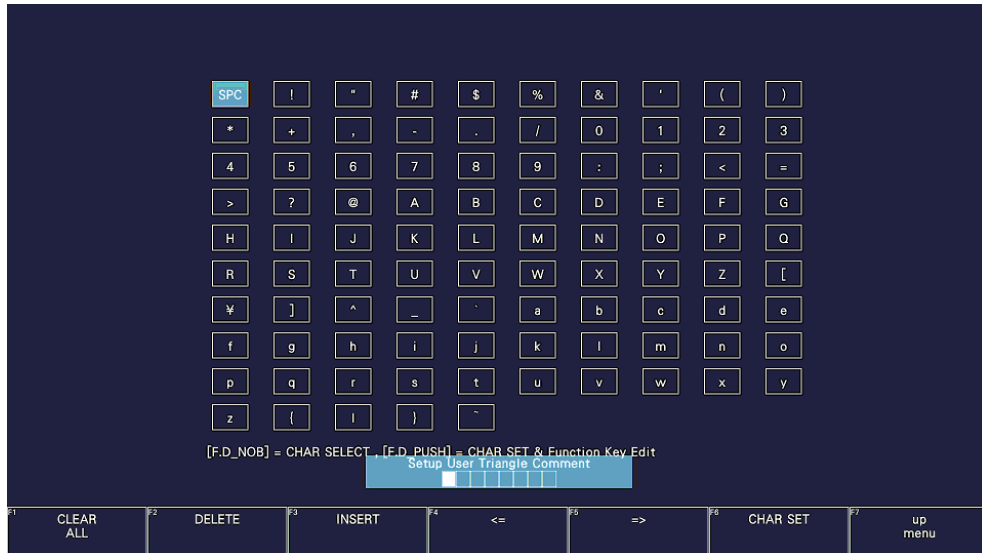 SPC ! " # $ % & ' ( )
* + , - . / 0 1 2 3
4 5 6 7 8 9 : ; < =
> ? @ A B C D E F G
H I J K L M N O P Q
R S T U V W X Y Z [
¥ ] ^ _ ` a b c d e
f g h i j k l m n o
p q r s t u v w x y
z { | } ~
[F.D_NOB] = CHAR SELECT , [F.D_PUSH] = CHAR SET & Function Key Edit
Setup User Triangle Comment
F1 CLEAR ALL
F2 DELETE
F3 INSERT
F4 <=
F5 =>
F6 CHAR SET
F7 up menu